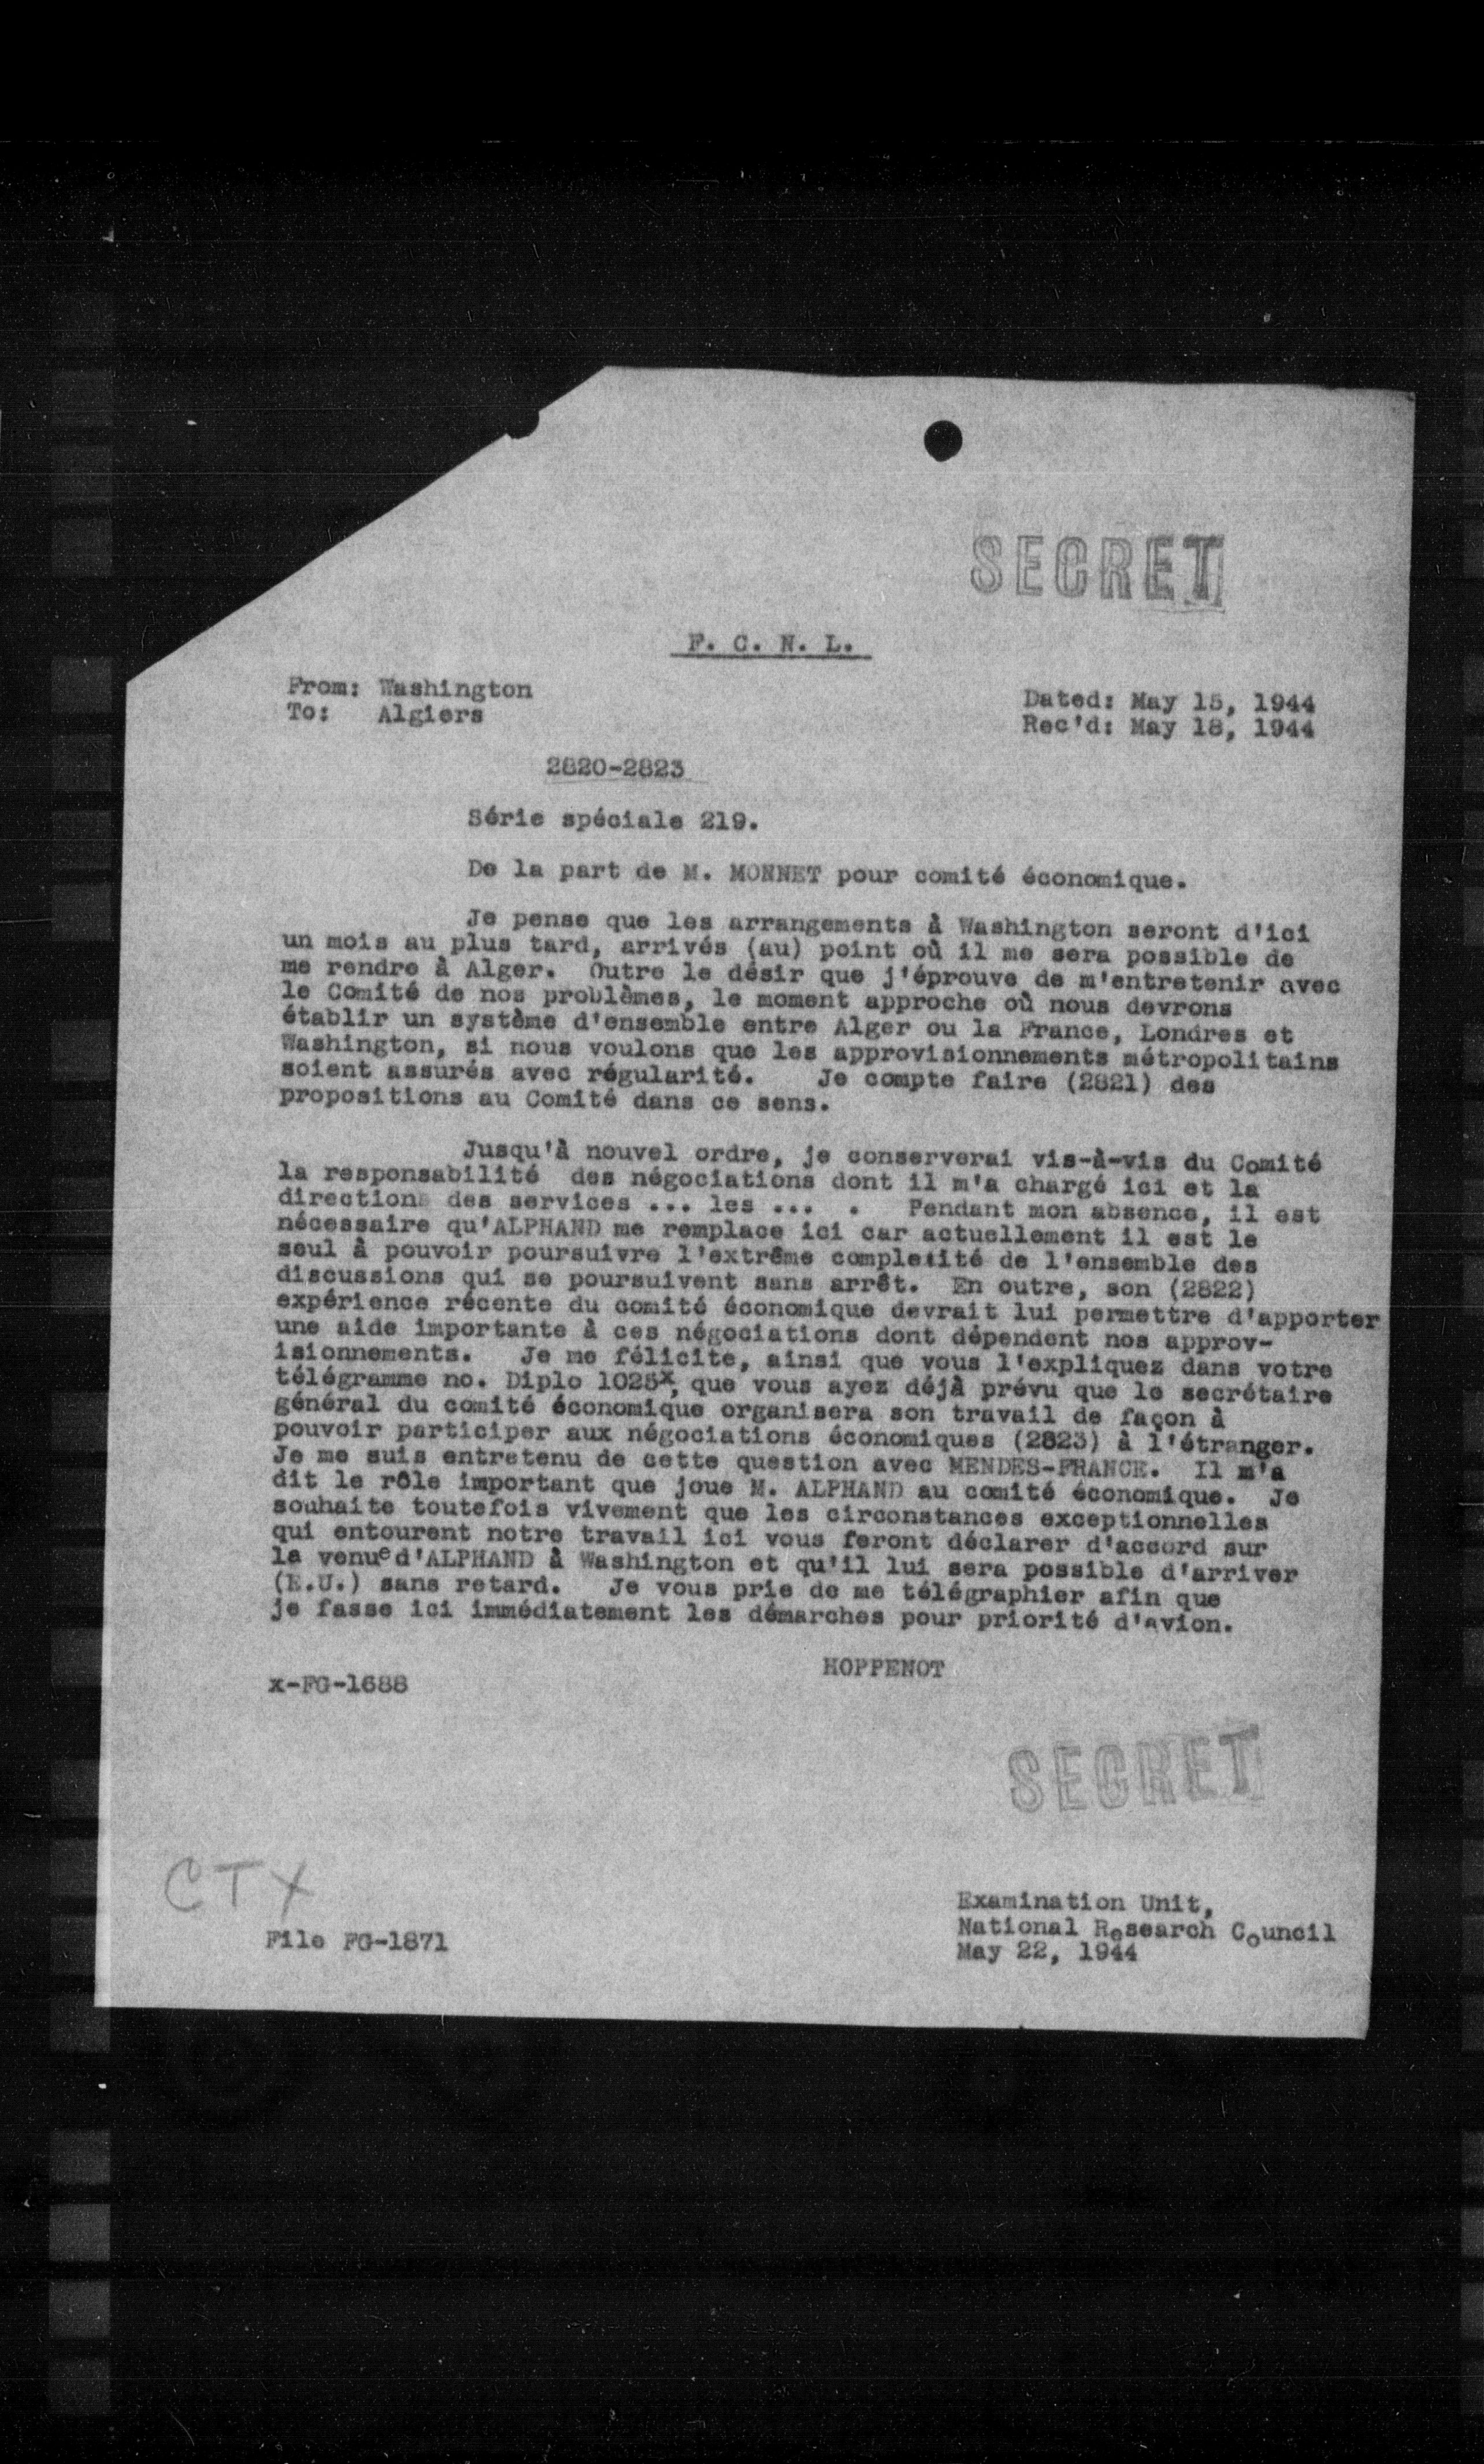 SECRET
F. C. N. L.
From: Washington
To: Algiers
Dated: May 15, 1944
Rec'd: May 18, 1944
2820-2823
Série spéciale 219.
De la part de M. MONNET pour comité économique.
Je pense que les arrangements à Washington seront d'ici
un mois au plus tard, arrivés (au) point où il me sera possible de
me rendre à Alger. Outre le désir que j'éprouve de m'entretenir avec
le Comité de nos problèmes, le moment approche où nous devrons
établir un système d'ensemble entre Alger ou la France, Londres et
Washington, si nous voulons que les approvisionnements métropolitains
soient assurés avec régularité. Je compte faire (2821) des
propositions au Comité dans ce sens.
Jusqu'à nouvel ordre, je conserverai vis-à-vis du Comité
la responsabilité des négociations dont il m'a chargé ici et la
directions des services ... les ... . Pendant mon absence, il est
nécessaire qu'ALPHAND me remplace ici car actuellement il est le
seul à pouvoir poursuivre l'extrême complexité de l'ensemble des
discussions qui se poursuivent sans arrêt. En outre, son (2822)
expérience récente du comité économique devrait lui permettre d'apporter
une aide importante à ces négociations dont dépendent nos approv-
isionnements. Je me félicite, ainsi que vous l'expliquez dans votre
télégramme no. Diplo 1025x, que vous ayez déjà prévu que le secrétaire
général du comité économique organisera son travail de façon à
pouvoir participer aux négociations économiques (2823) à l'étranger.
Je me suis entretenu de cette question avec MENDES-FRANCE. Il m'a
dit le rôle important que joue M. ALPHAND au comité économique. Je
souhaite toutefois vivement que les circonstances exceptionnelles
qui entourent notre travail ici vous feront déclarer d'accord sur
la venue d'ALPHAND à Washington et qu'il lui sera possible d'arriver
(E.U.) sans retard. Je vous prie de me télégraphier afin que
je fasse ici immédiatement les démarches pour priorité d'avion.
HOPPENOT
x-FG-1688
SECRET
CTX
File FG-1871
Examination Unit,
National Research Council
May 22, 1944